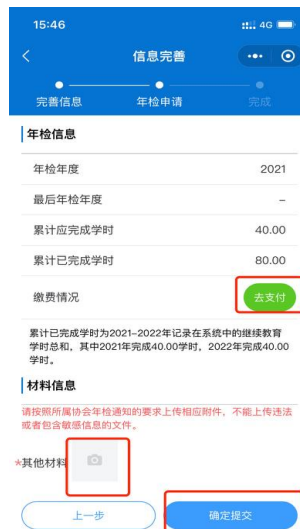 15:46
4G
信息完善
完善信息
年检申请
完成
年检信息
年检年度 2021
最后年检年度 –
累计应完成学时 40.00
累计已完成学时 80.00
缴费情况 去支付
累计已完成学时为2021-2022年记录在系统中的继续教育
学时总和，其中2021年完成40.00学时，2022年完成40.00
学时。
材料信息
请按照所属协会年检通知的要求上传相应附件，不能上传违法
或者包含敏感信息的文件。
*其他材料
上一步 确定提交